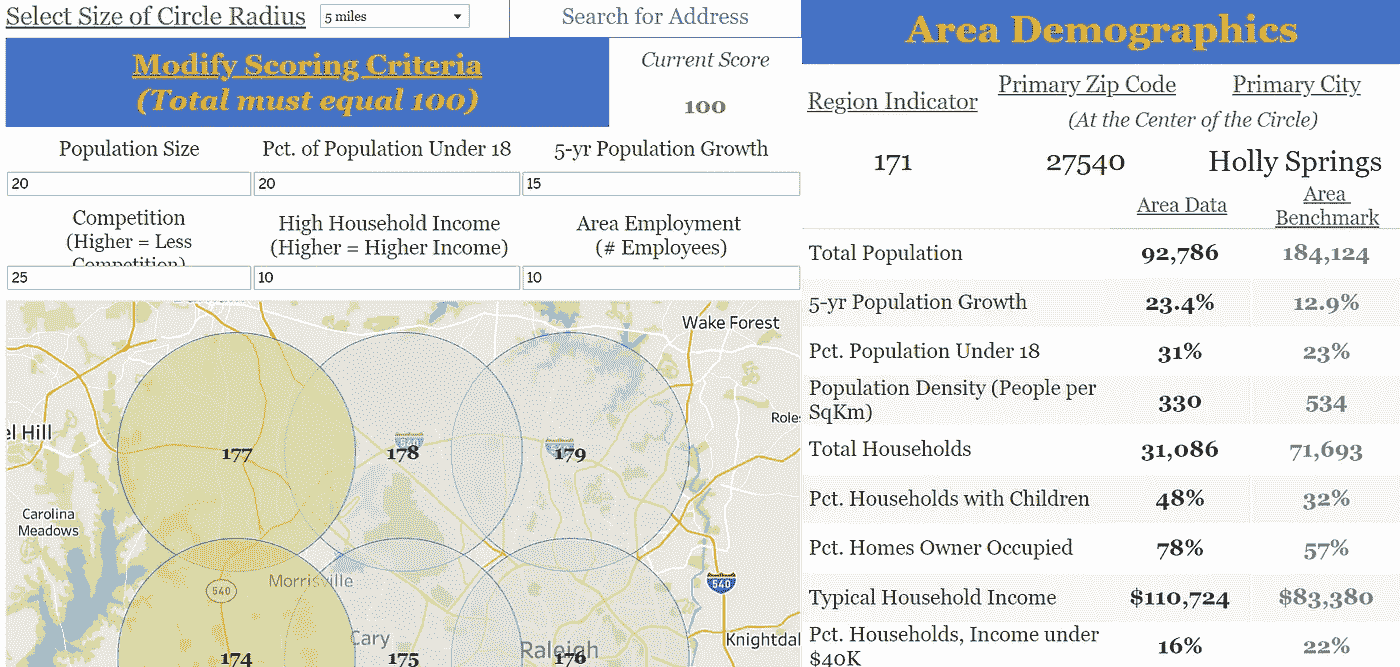 Select Size of Circle Radius
5 miles
Search for Address
Modify Scoring Criteria
(Total must equal 100)
Current Score
100
Population Size
Pct. of Population Under 18
5-yr Population Growth
20
20
15
Competition
(Higher = Less
Competition)
High Household Income
(Higher = Higher Income)
Area Employment
(# Employees)
25
10
10
Wake Forest
Roles
el Hill
177
178
179
540
Carolina
Meadows
Morrisville
540
540
Cary
Raleigh
Knightdal
174
175
176
Area Demographics
Region Indicator
Primary Zip Code
Primary City
(At the Center of the Circle)
171
27540
Holly Springs
Area Data
Area
Benchmark
Total Population
92,786
184,124
5-yr Population Growth
23.4%
12.9%
Pct. Population Under 18
31%
23%
Population Density (People per
SqKm)
330
534
Total Households
31,086
71,693
Pct. Households with Children
48%
32%
Pct. Homes Owner Occupied
78%
57%
Typical Household Income
$110,724
$83,380
Pct. Households, Income under
$40K
16%
22%